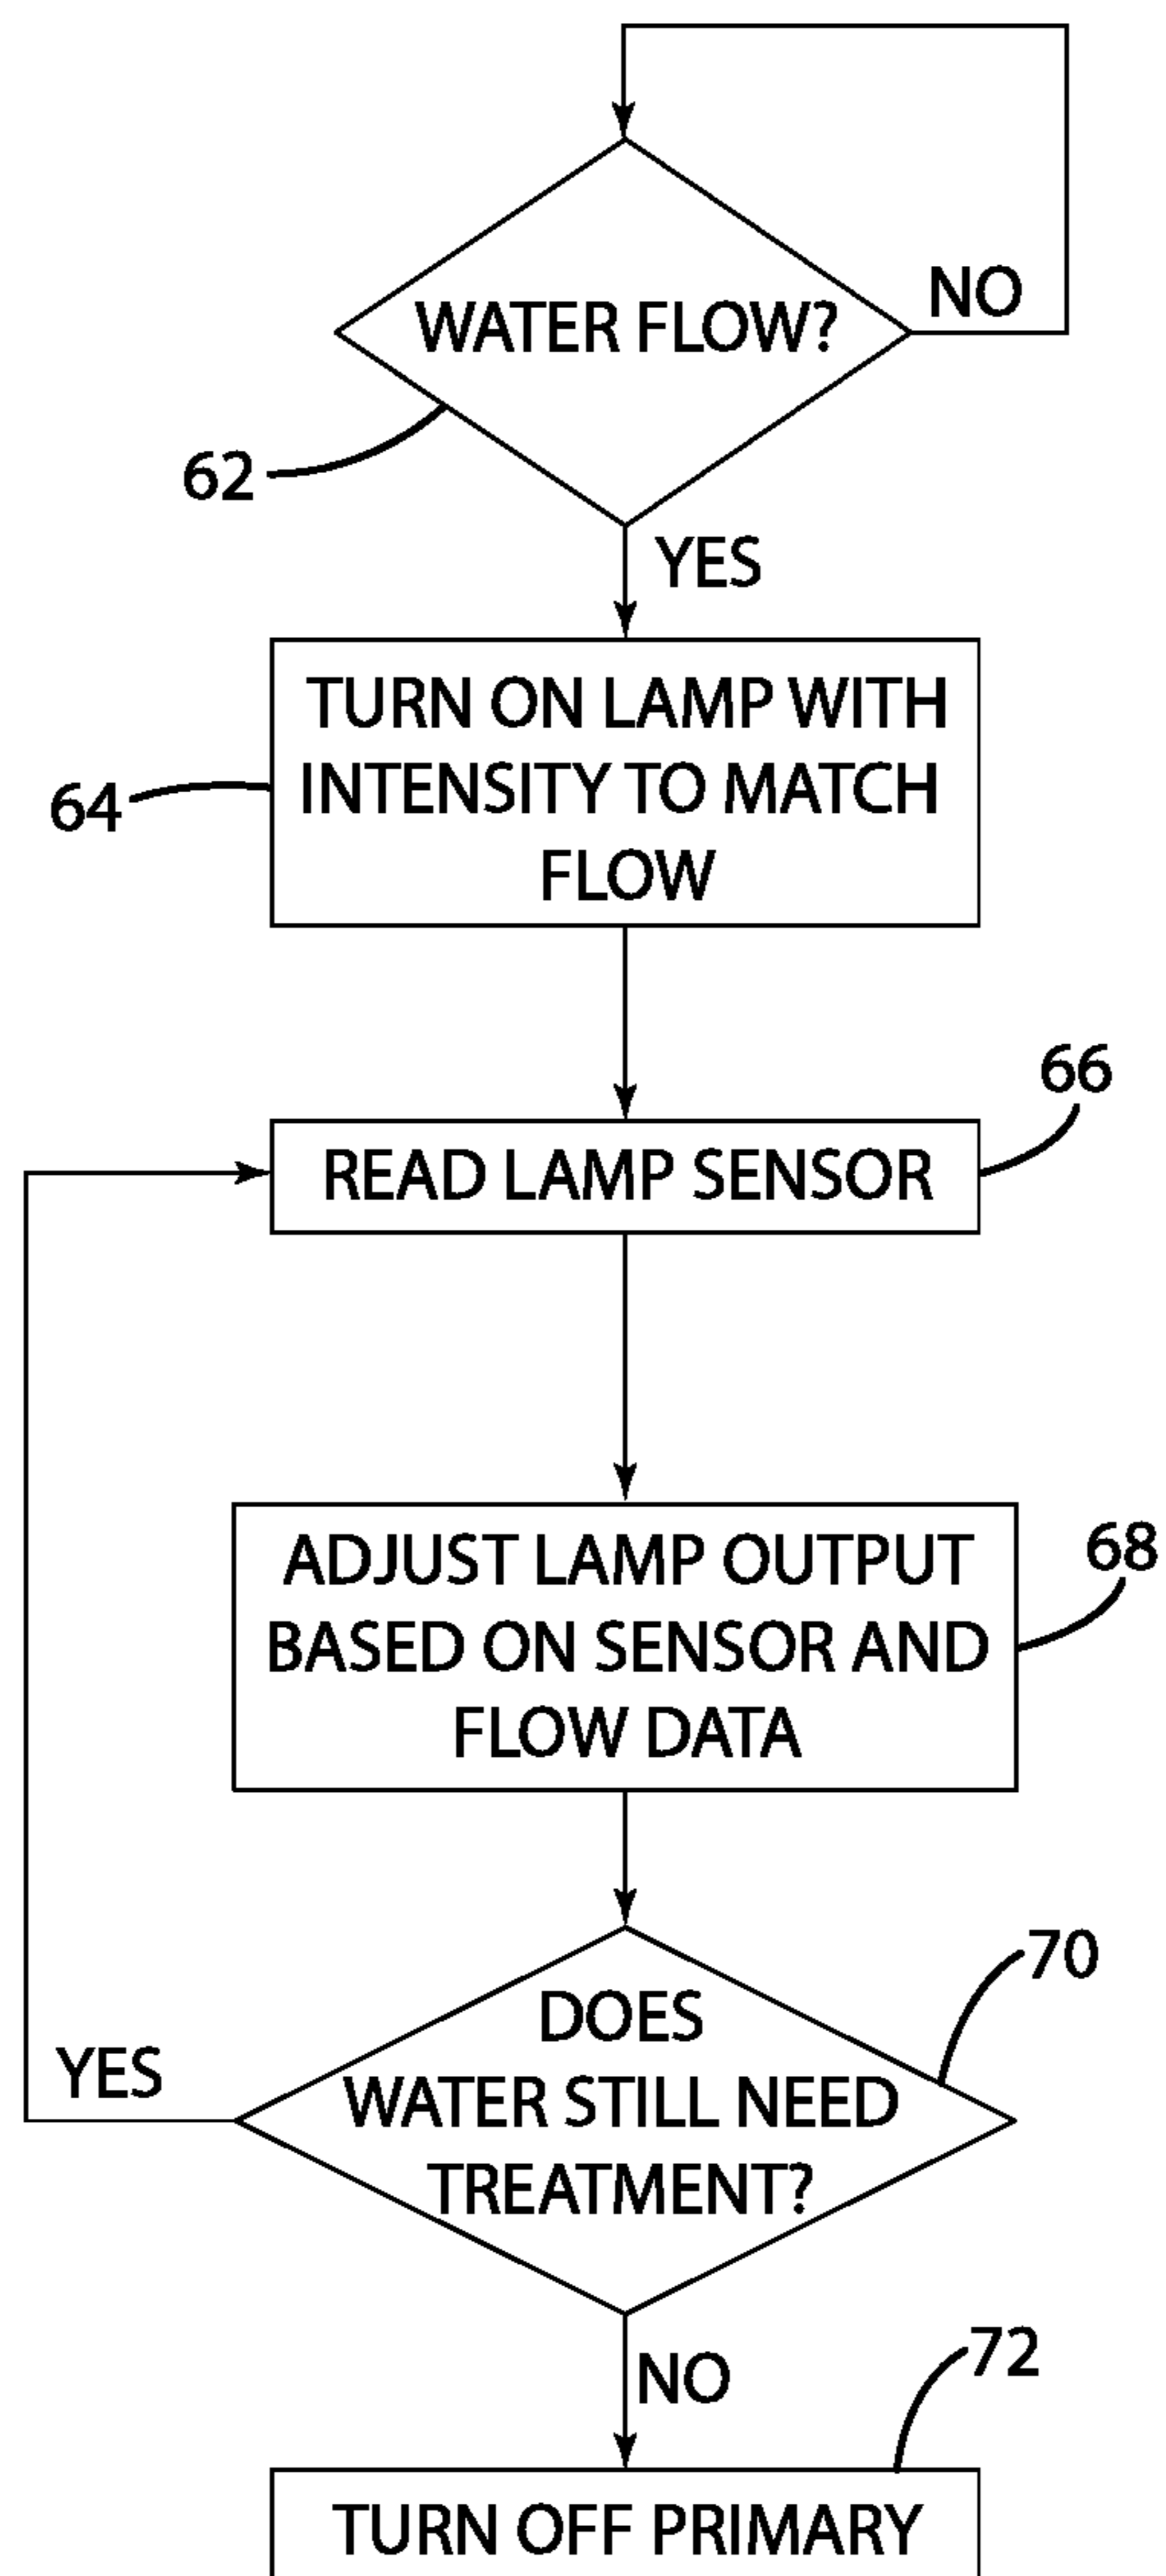 WATER FLOW?
NO
62
YES
TURN ON LAMP WITH
INTENSITY TO MATCH
FLOW
64
66
READ LAMP SENSOR
68
ADJUST LAMP OUTPUT
BASED ON SENSOR AND
FLOW DATA
70
DOES
WATER STILL NEED
TREATMENT?
YES
NO
72
TURN OFF PRIMARY